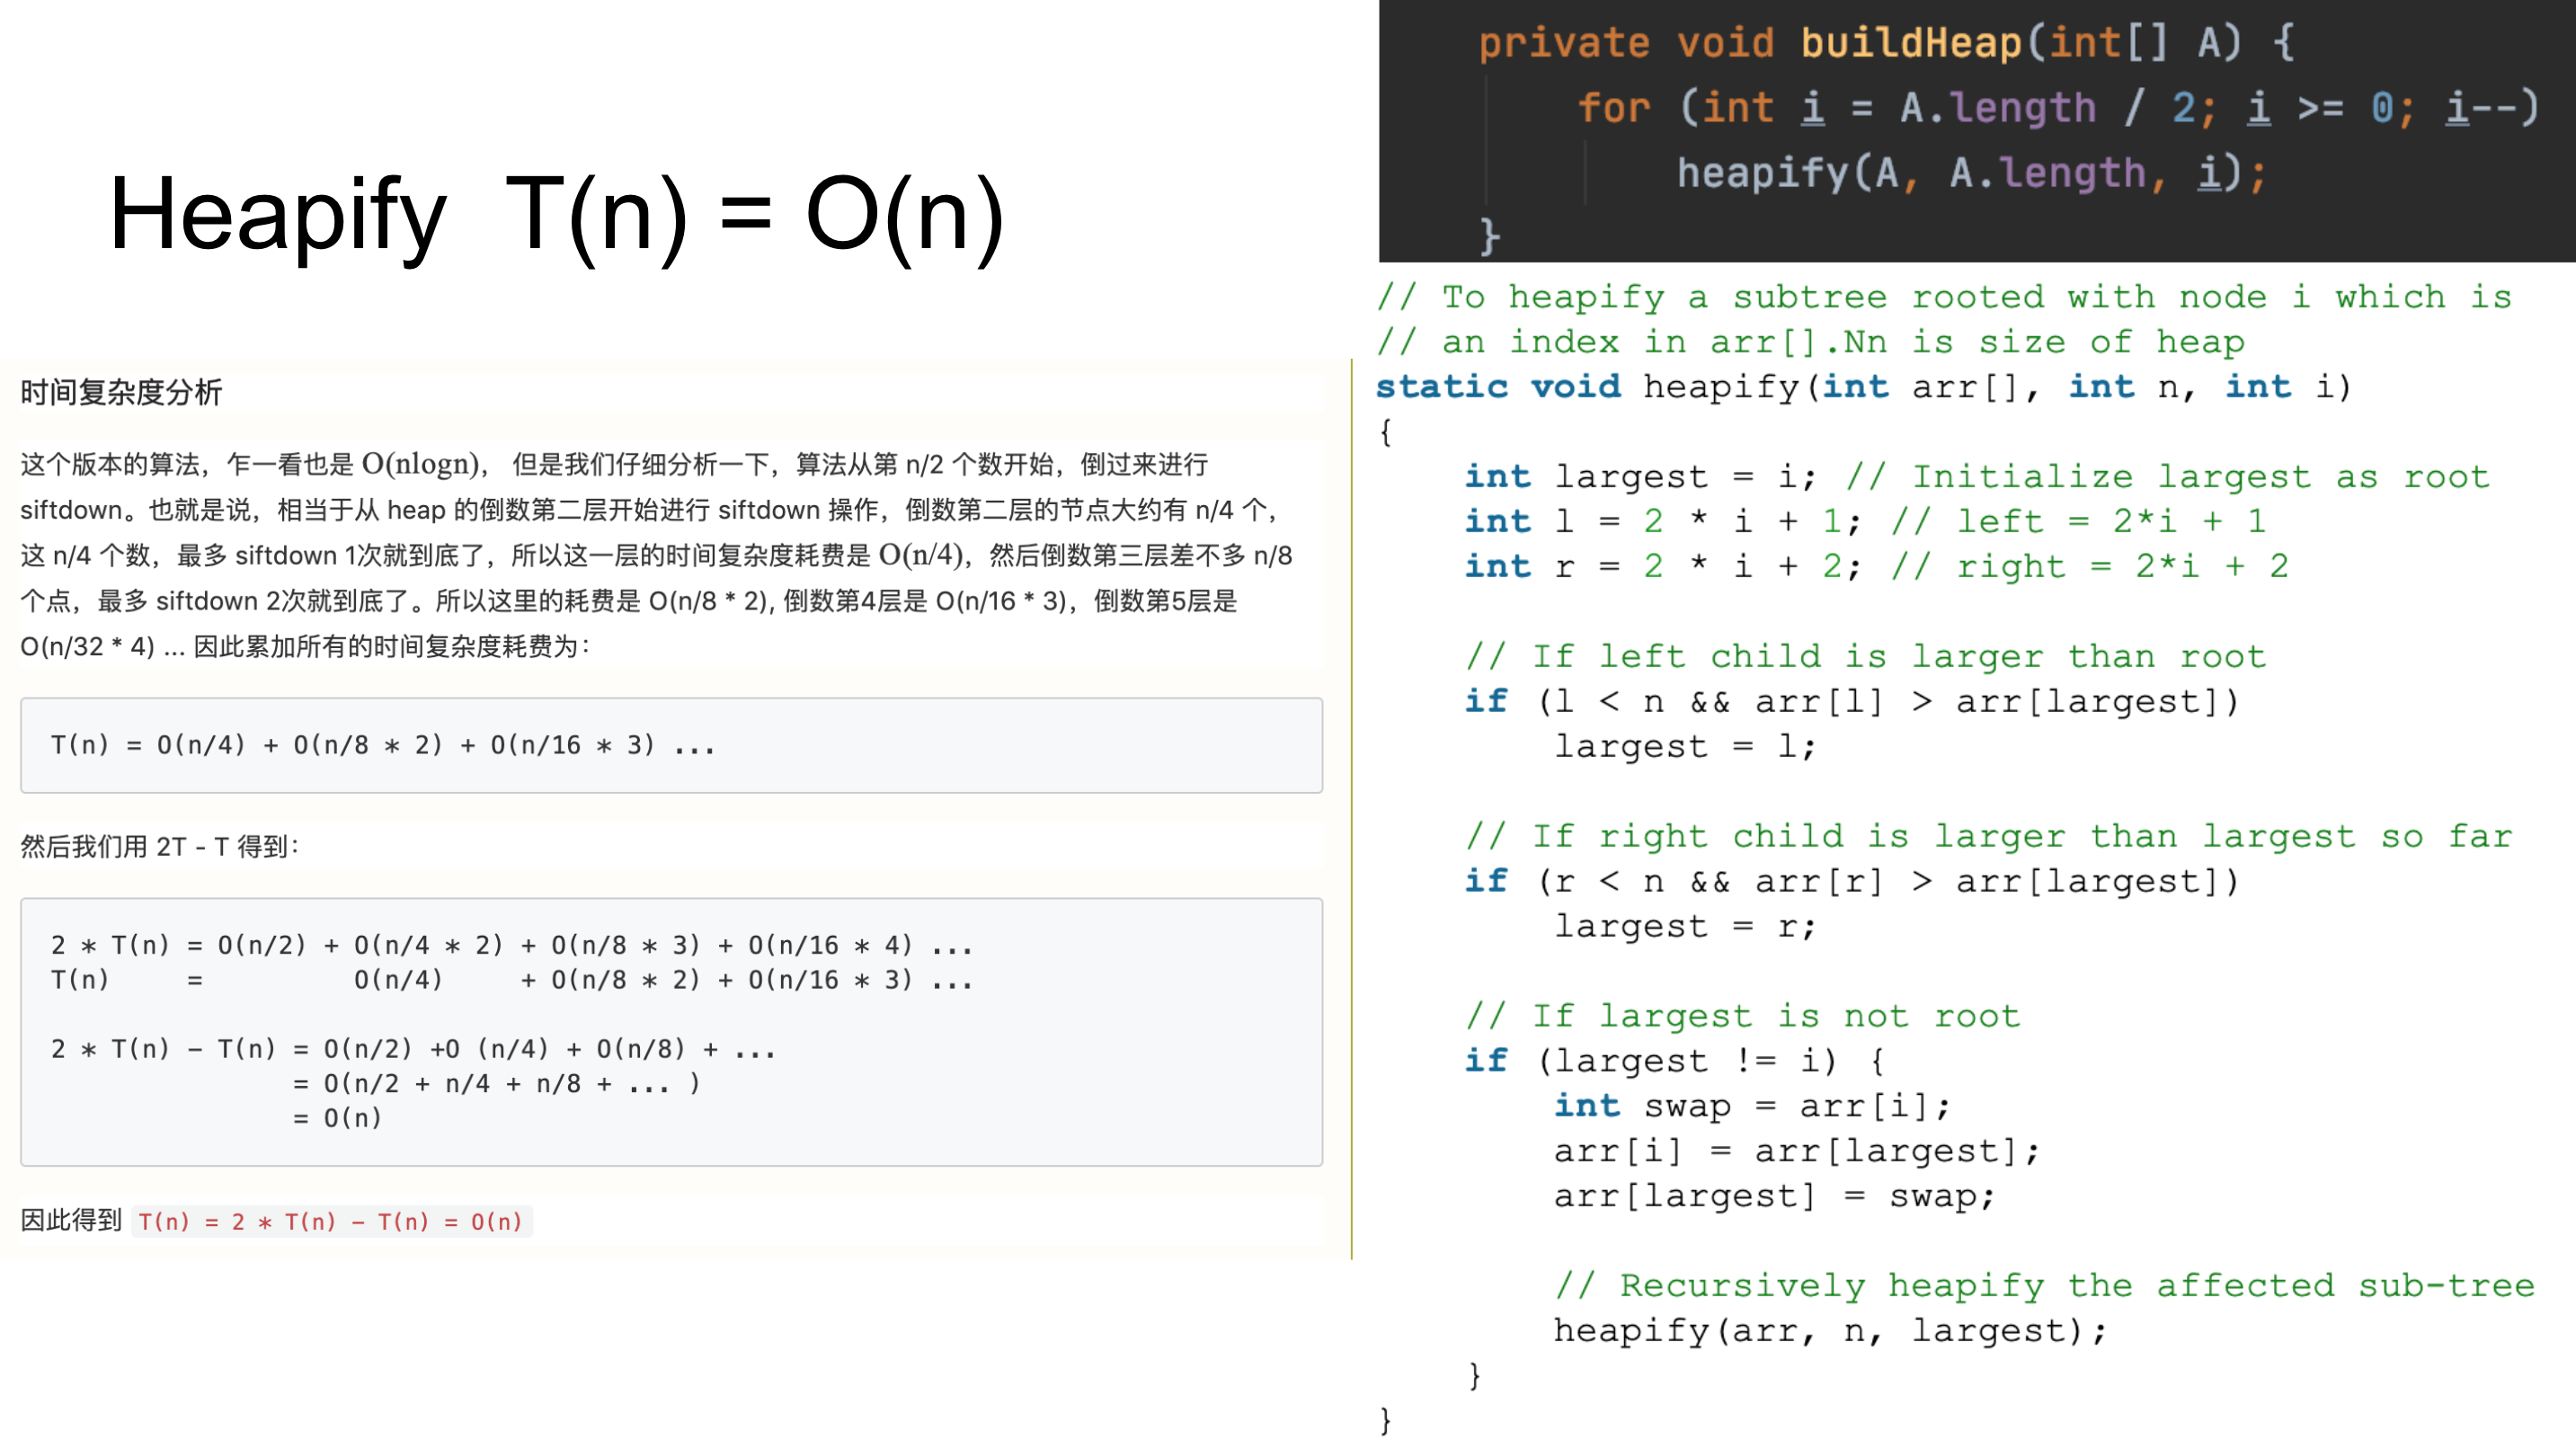 Heapify  T(n) = O(n)
时间复杂度分析
这个版本的算法，乍一看也是 O(nlogn)， 但是我们仔细分析一下，算法从第 n/2 个数开始，倒过来进行
siftdown。也就是说，相当于从 heap 的倒数第二层开始进行 siftdown 操作，倒数第二层的节点大约有 n/4 个，
这 n/4 个数，最多 siftdown 1次就到底了，所以这一层的时间复杂度耗费是 O(n/4)，然后倒数第三层差不多 n/8
个点，最多 siftdown 2次就到底了。所以这里的耗费是 O(n/8 * 2), 倒数第4层是 O(n/16 * 3)，倒数第5层是
O(n/32 * 4) ... 因此累加所有的时间复杂度耗费为：
T(n) = O(n/4) + O(n/8 * 2) + O(n/16 * 3) ...
然后我们用 2T - T 得到：
2 * T(n) = O(n/2) + O(n/4 * 2) + O(n/8 * 3) + O(n/16 * 4) ...
T(n)     =          O(n/4)     + O(n/8 * 2) + O(n/16 * 3) ...
2 * T(n) - T(n) = O(n/2) +O (n/4) + O(n/8) + ...
                = O(n/2 + n/4 + n/8 + ... )
                = O(n)
因此得到 T(n) = 2 * T(n) - T(n) = O(n)
private void buildHeap(int[] A) {
    for (int i = A.length / 2; i >= 0; i--)
        heapify(A, A.length, i);
}
// To heapify a subtree rooted with node i which is
// an index in arr[].Nn is size of heap
static void heapify(int arr[], int n, int i)
{
    int largest = i; // Initialize largest as root
    int l = 2 * i + 1; // left = 2*i + 1
    int r = 2 * i + 2; // right = 2*i + 2
    // If left child is larger than root
    if (l < n && arr[l] > arr[largest])
        largest = l;
    // If right child is larger than largest so far
    if (r < n && arr[r] > arr[largest])
        largest = r;
    // If largest is not root
    if (largest != i) {
        int swap = arr[i];
        arr[i] = arr[largest];
        arr[largest] = swap;
        // Recursively heapify the affected sub-tree
        heapify(arr, n, largest);
    }
}